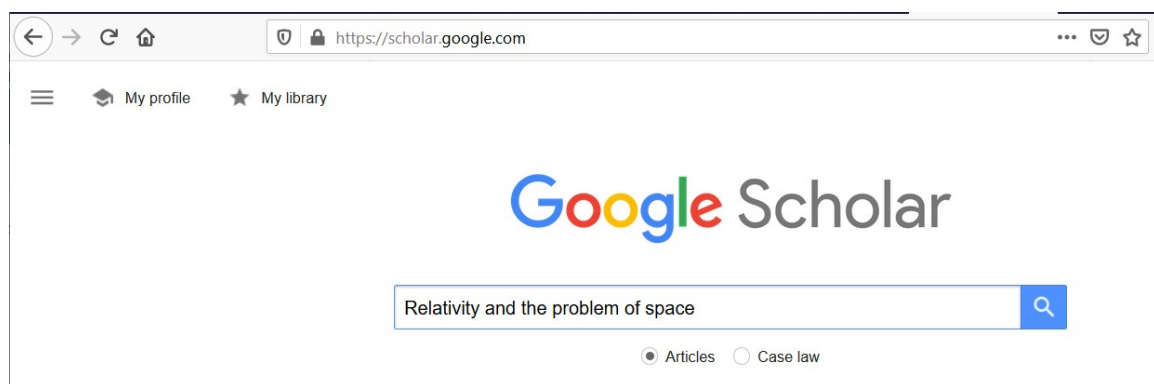 https://scholar.google.com
My profile My library
Google Scholar
Relativity and the problem of space
Articles Case law